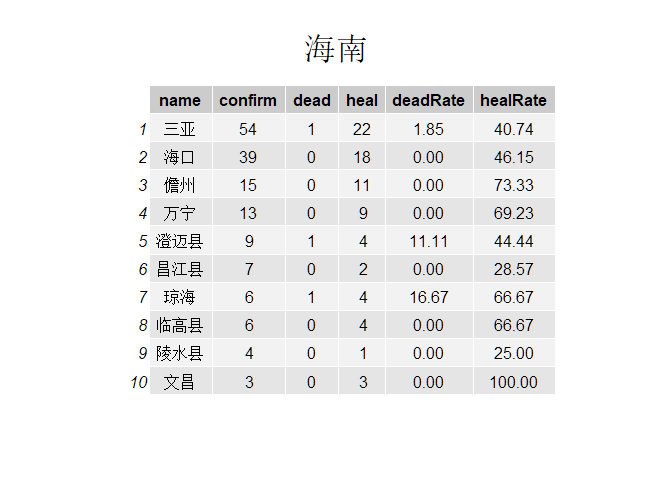 海南
name confirm dead heal deadRate healRate
1 三亚 54 1 22 1.85 40.74
2 海口 39 0 18 0.00 46.15
3 儋州 15 0 11 0.00 73.33
4 万宁 13 0 9 0.00 69.23
5 澄迈县 9 1 4 11.11 44.44
6 昌江县 7 0 2 0.00 28.57
7 琼海 6 1 4 16.67 66.67
8 临高县 6 0 4 0.00 66.67
9 陵水县 4 0 1 0.00 25.00
10 文昌 3 0 3 0.00 100.00